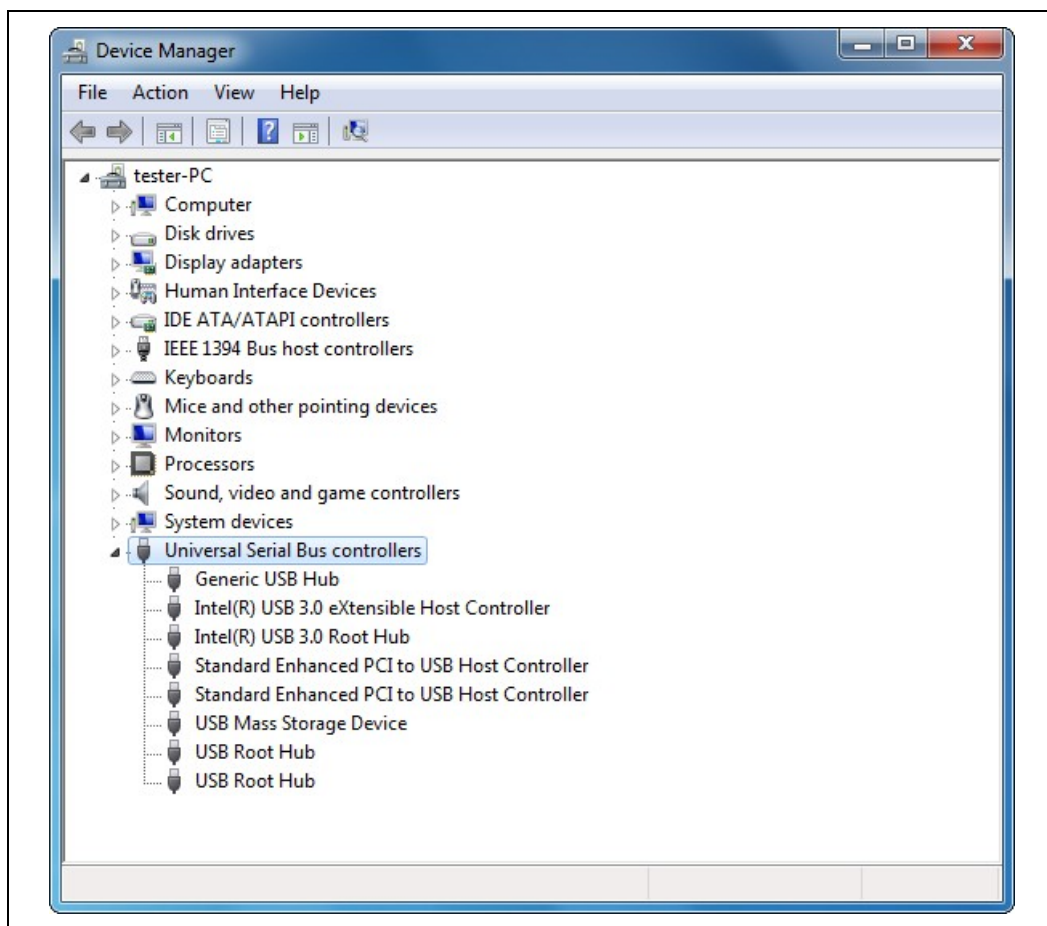 Device Manager
File Action View Help
tester-PC
Computer
Disk drives
Display adapters
Human Interface Devices
IDE ATA/ATAPI controllers
IEEE 1394 Bus host controllers
Keyboards
Mice and other pointing devices
Monitors
Processors
Sound, video and game controllers
System devices
Universal Serial Bus controllers
Generic USB Hub
Intel(R) USB 3.0 eXtensible Host Controller
Intel(R) USB 3.0 Root Hub
Standard Enhanced PCI to USB Host Controller
Standard Enhanced PCI to USB Host Controller
USB Mass Storage Device
USB Root Hub
USB Root Hub